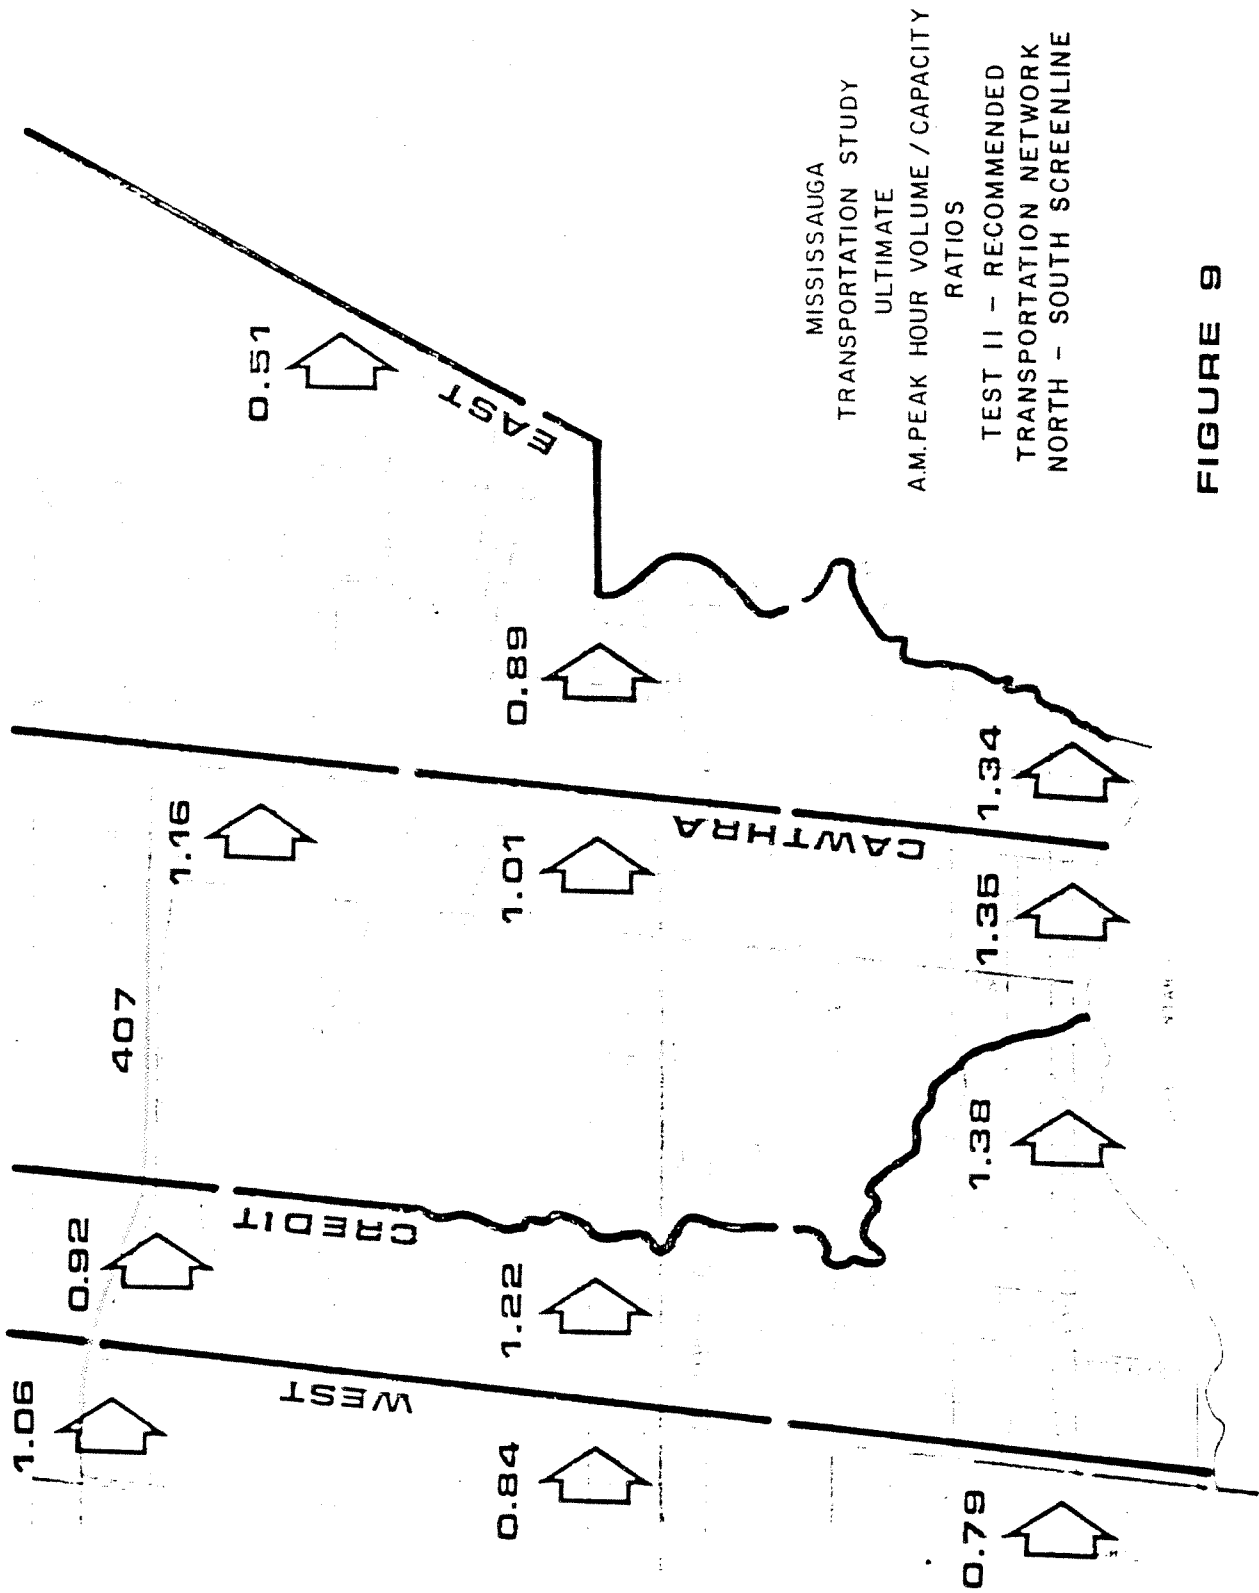 MISSISSAUGA
TRANSPORTATION STUDY
ULTIMATE
A.M. PEAK HOUR VOLUME / CAPACITY
RATIOS
TEST II - RECOMMENDED
TRANSPORTATION NETWORK
NORTH - SOUTH SCREENLINE
FIGURE 9
1.06
0.84
0.79
WEST
0.92
1.22
1.38
CREDIT
407
1.16
1.01
1.35
CAWTHRA
0.51
0.89
1.34
EAST